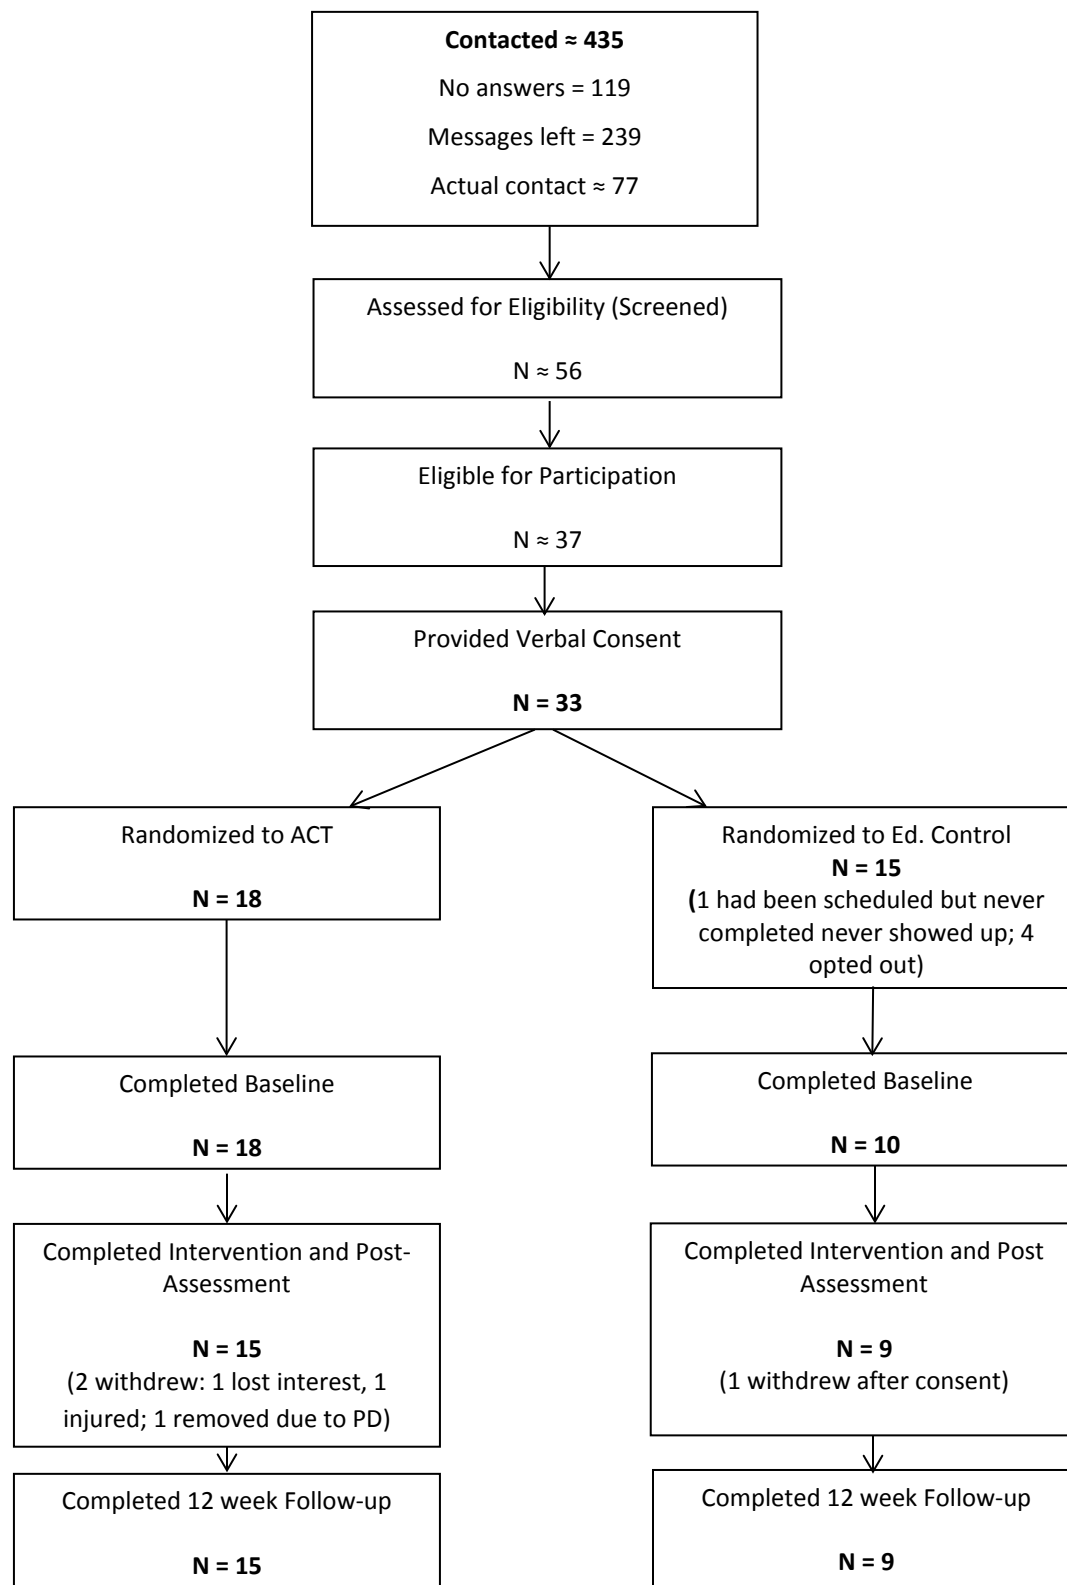 Contacted ≈ 435
No answers = 119
Messages left = 239
Actual contact ≈ 77
Assessed for Eligibility (Screened)
N ≈ 56
Eligible for Participation
N ≈ 37
Provided Verbal Consent
N = 33
Randomized to ACT
N = 18
Randomized to Ed. Control
N = 15
(1 had been scheduled but never
completed never showed up; 4
opted out)
Completed Baseline
N = 18
Completed Baseline
N = 10
Completed Intervention and Post-
Assessment
N = 15
(2 withdrew: 1 lost interest, 1
injured; 1 removed due to PD)
Completed Intervention and Post
Assessment
N = 9
(1 withdrew after consent)
Completed 12 week Follow-up
N = 15
Completed 12 week Follow-up
N = 9